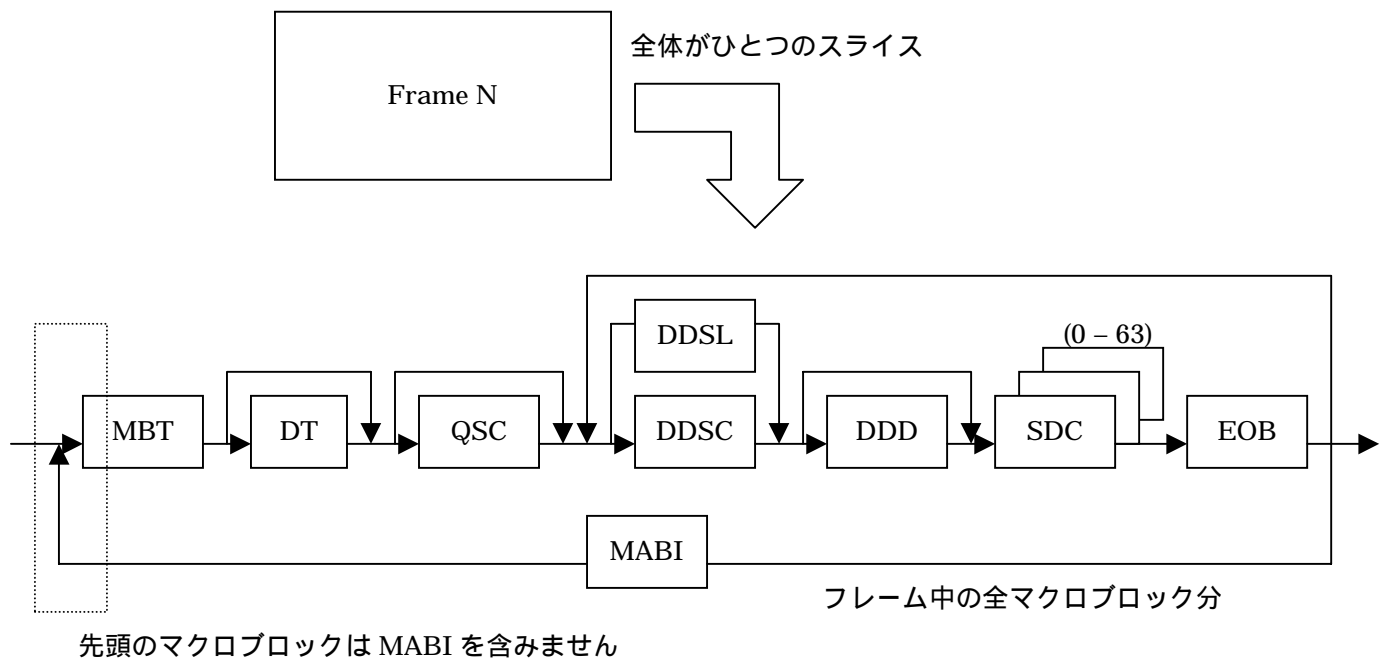 全体がひとつのスライス
Frame N
(0 – 63)
DDSL
MBT
DT
QSC
DDSC
DDD
SDC
EOB
MABI
フレーム中の全マクロブロック分
先頭のマクロブロックは MABI を含みません